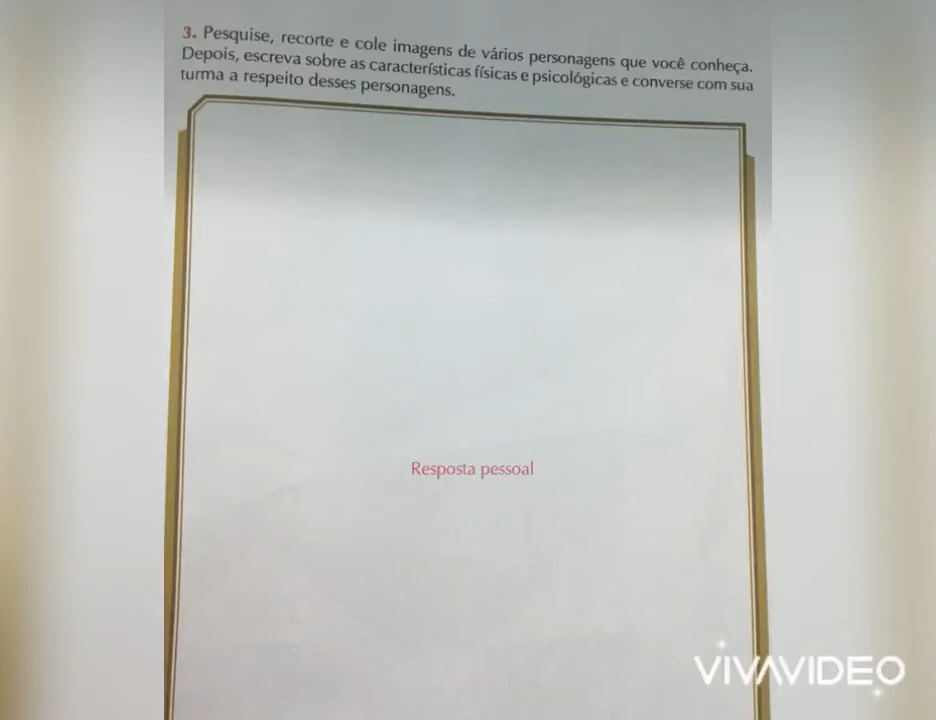 3. Pesquise, recorte e cole imagens de vários personagens que você conheça.
Depois, escreva sobre as características físicas e psicológicas e converse com sua
turma a respeito desses personagens.
Resposta pessoal
VIVAVIDEO